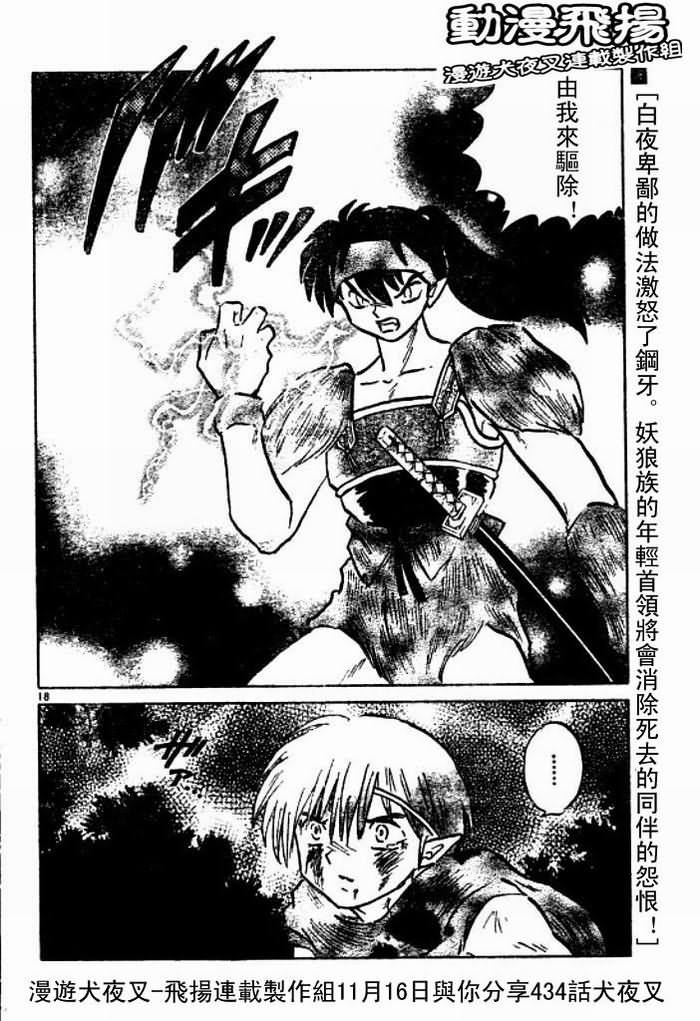 動漫飛揚
漫遊犬夜叉連載製作組
[白夜卑鄙的做法激怒了鋼牙。妖狼族的年輕首領將會消除死去的同伴的怨恨！]
由我來驅除！
18
……
ザ
ア…
漫遊犬夜叉-飛揚連載製作組11月16日與你分享434話犬夜叉